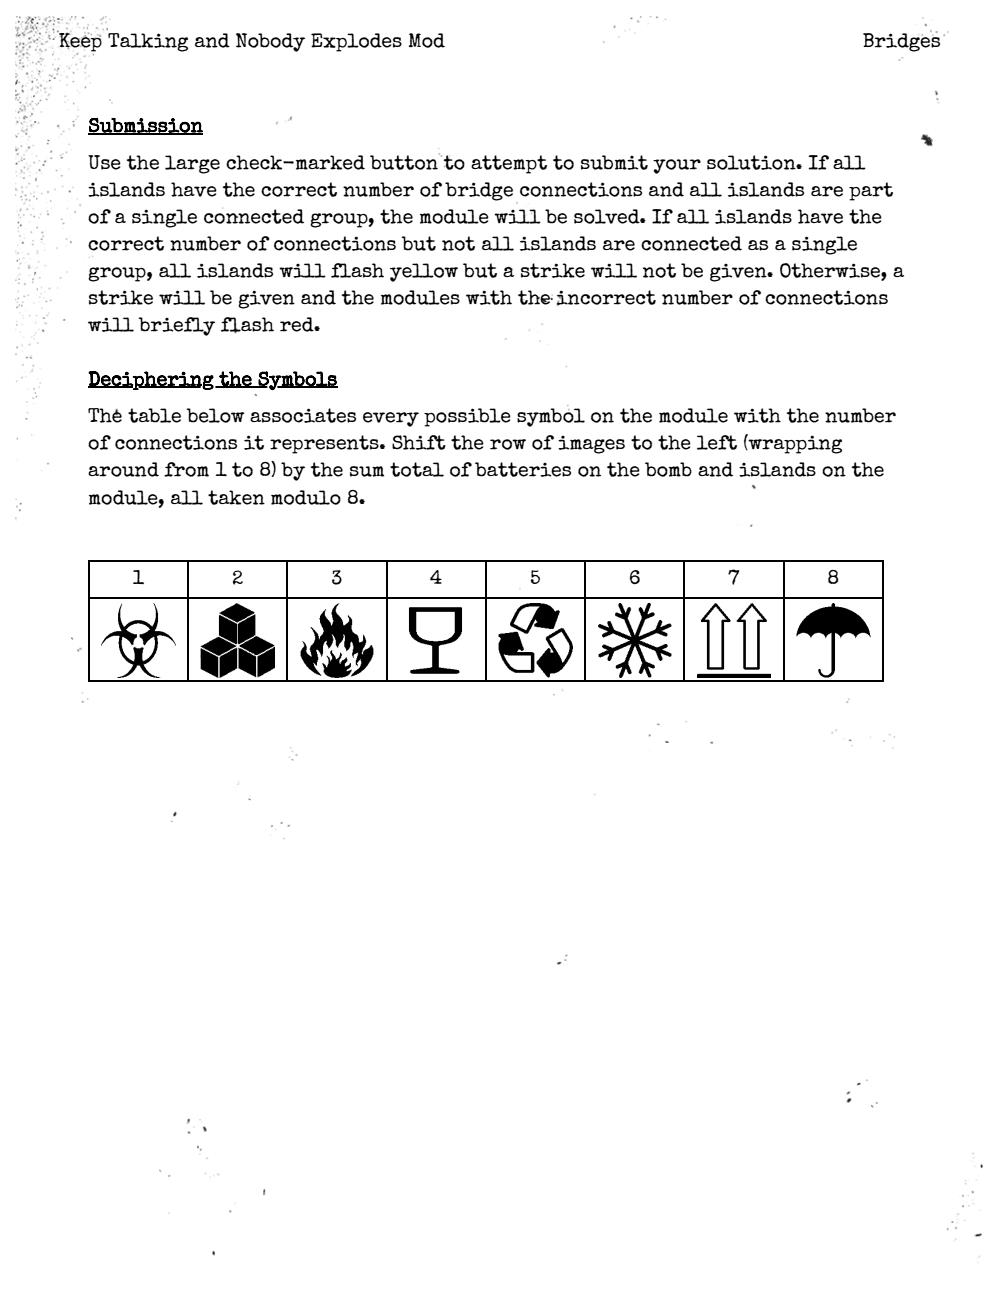 Keep Talking and Nobody Explodes Mod Bridges
Submission
Use the large check-marked button to attempt to submit your solution. If all
islands have the correct number of bridge connections and all islands are part
of a single connected group, the module will be solved. If all islands have the
correct number of connections but not all islands are connected as a single
group, all islands will flash yellow but a strike will not be given. Otherwise, a
strike will be given and the modules with the incorrect number of connections
will briefly flash red.
Deciphering the Symbols
The table below associates every possible symbol on the module with the number
of connections it represents. Shift the row of images to the left (wrapping
around from 1 to 8) by the sum total of batteries on the bomb and islands on the
module, all taken modulo 8.
1 2 3 4 5 6 7 8